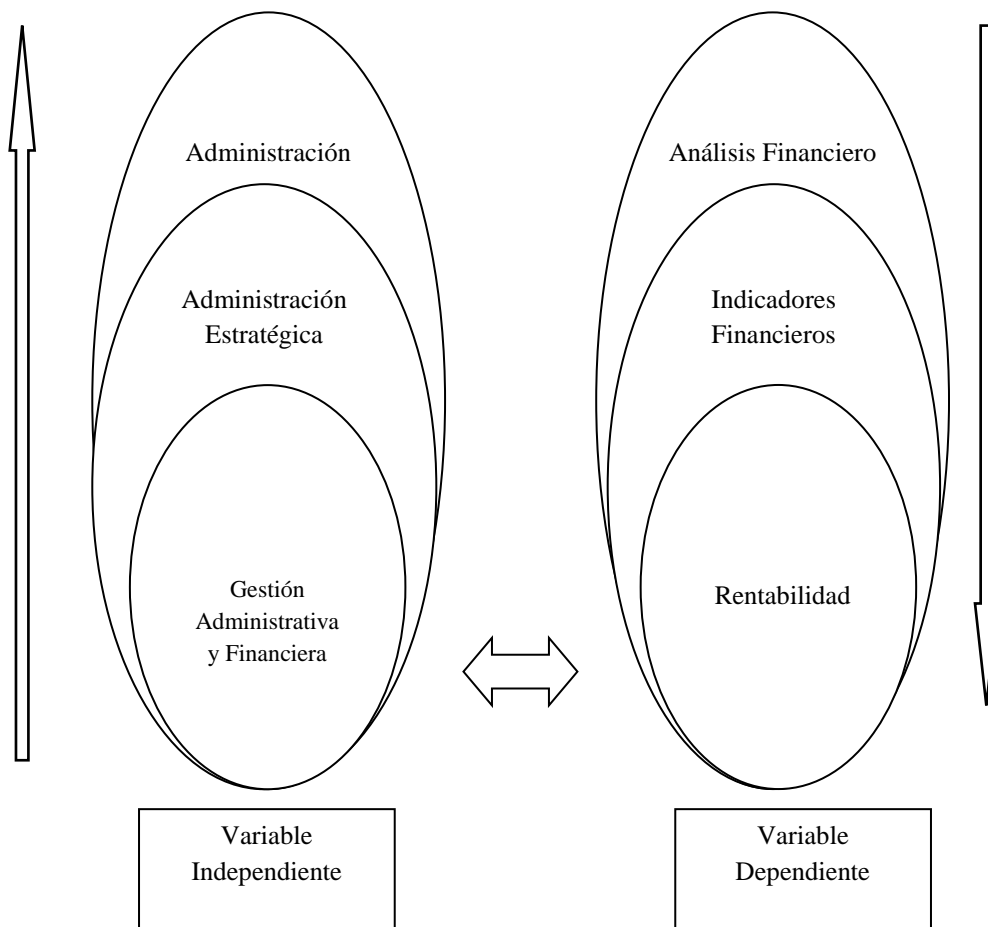 Administración
Administración
Estratégica
Gestión
Administrativa
y Financiera
Variable
Independiente
Análisis Financiero
Indicadores
Financieros
Rentabilidad
Variable
Dependiente